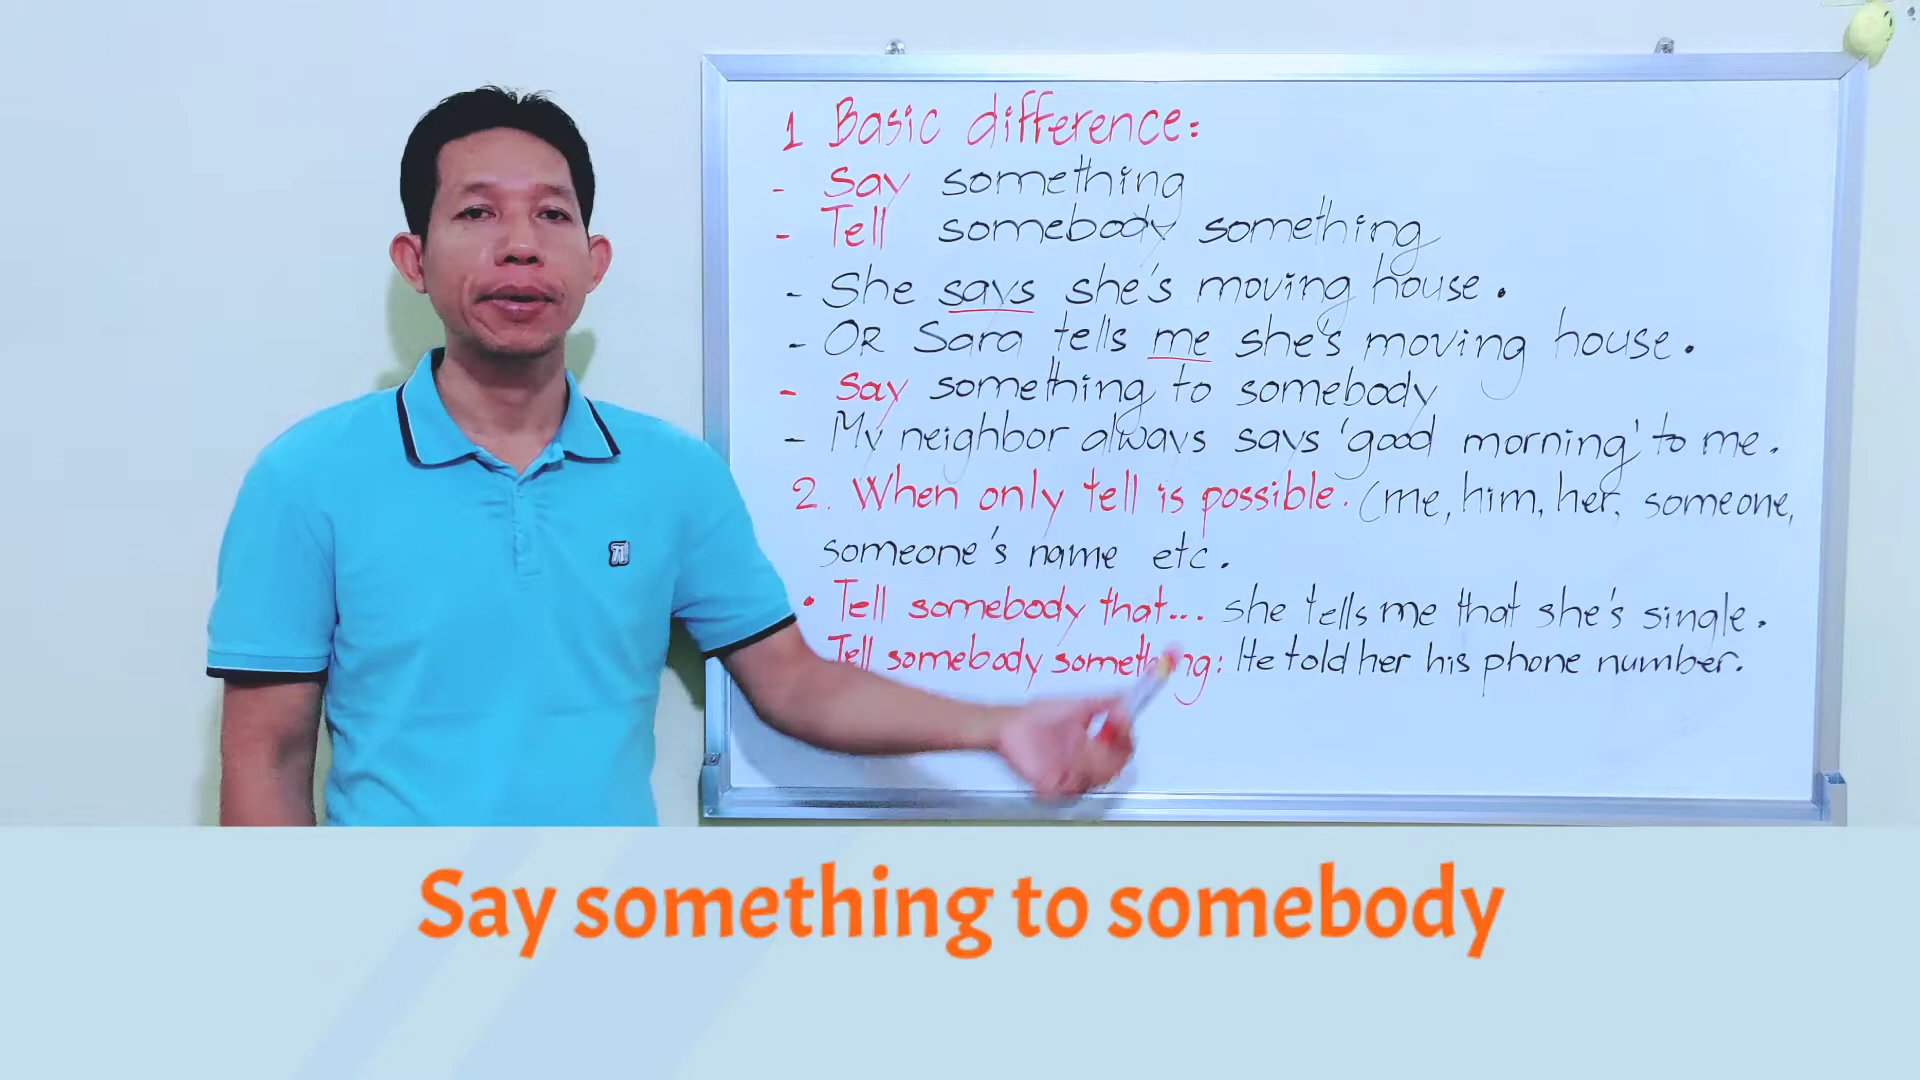 1 Basic difference:
- Say something
- Tell somebody something
- She says she's moving house.
- OR Sara tells me she's moving house.
- Say something to somebody
- My neighbor always says 'good morning' to me.
2. When only tell is possible. (me, him, her, someone,
someone's name etc.
• Tell somebody that... she tells me that she's single.
Tell somebody something: He told her his phone number.
Say something to somebody